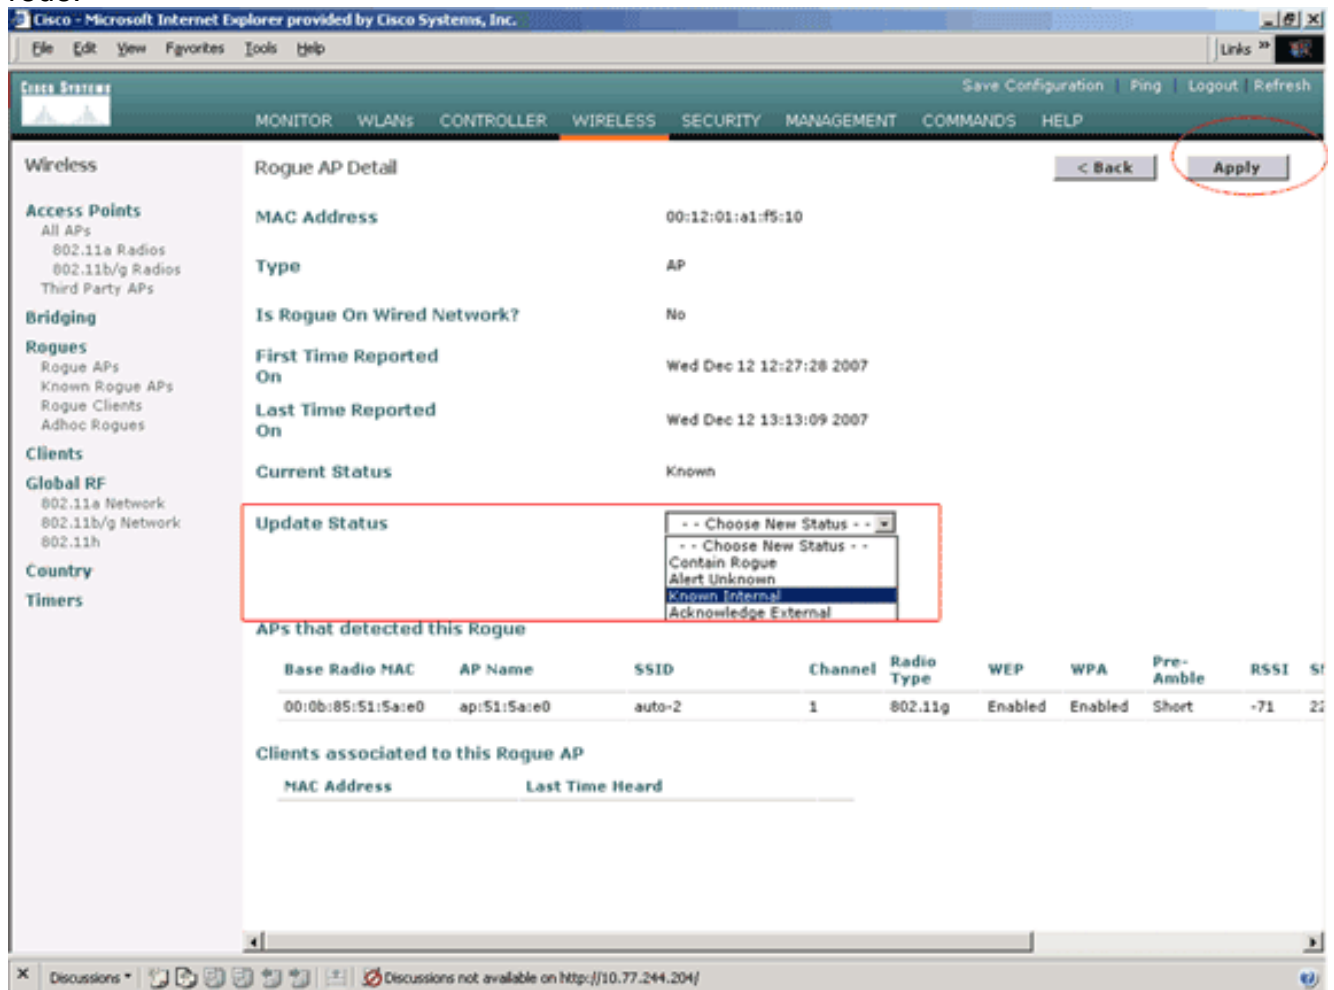 Cisco - Microsoft Internet Explorer provided by Cisco Systems, Inc.
File Edit View Favorites Tools Help
Links »
Cisco Systems
Save Configuration | Ping | Logout | Refresh
MONITOR WLANs CONTROLLER WIRELESS SECURITY MANAGEMENT COMMANDS HELP
Wireless
Access Points
All APs
802.11a Radios
802.11b/g Radios
Third Party APs
Bridging
Rogues
Rogue APs
Known Rogue APs
Rogue Clients
Adhoc Rogues
Clients
Global RF
802.11a Network
802.11b/g Network
802.11h
Country
Timers
Rogue AP Detail
< Back
Apply
MAC Address 00:12:01:a1:f5:10
Type AP
Is Rogue On Wired Network? No
First Time Reported On Wed Dec 12 12:27:28 2007
Last Time Reported On Wed Dec 12 13:13:09 2007
Current Status Known
Update Status - - Choose New Status - -
- - Choose New Status - -
Contain Rogue
Alert Unknown
Known Internal
Acknowledge External
APs that detected this Rogue
Base Radio MAC AP Name SSID Channel Radio Type WEP WPA Pre-Amble RSSI
00:0b:85:51:5a:e0 ap:51:5a:e0 auto-2 1 802.11g Enabled Enabled Short -71 22
Clients associated to this Rogue AP
MAC Address Last Time Heard
Discussions Discussions not available on http://10.77.244.204/